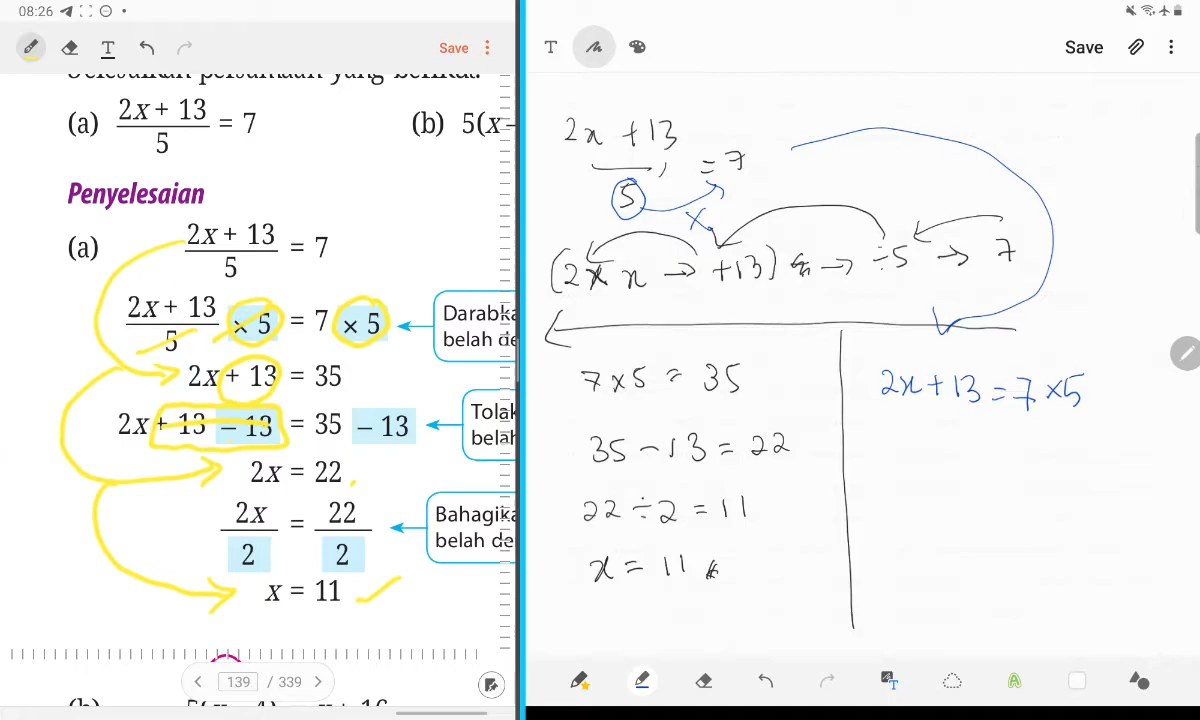 08:26
T
Save
(a) 2x + 13 / 5 = 7
(b) 5(x –
Penyelesaian
(a) 2x + 13 / 5 = 7
2x + 13 / 5 × 5 = 7 × 5
Darabka
belah de
2x + 13 = 35
2x + 13 – 13 = 35 – 13
Tolak
belah
2x = 22
2x / 2 = 22 / 2
Bahagika
belah de
x = 11
139 / 339
T
Save
2x + 13 / 5 = 7
x
(2 × x → +13) → ÷5 → 7
7 × 5 = 35
35 – 13 = 22
22 ÷ 2 = 11
x = 11
2x + 13 = 7 × 5
T
A